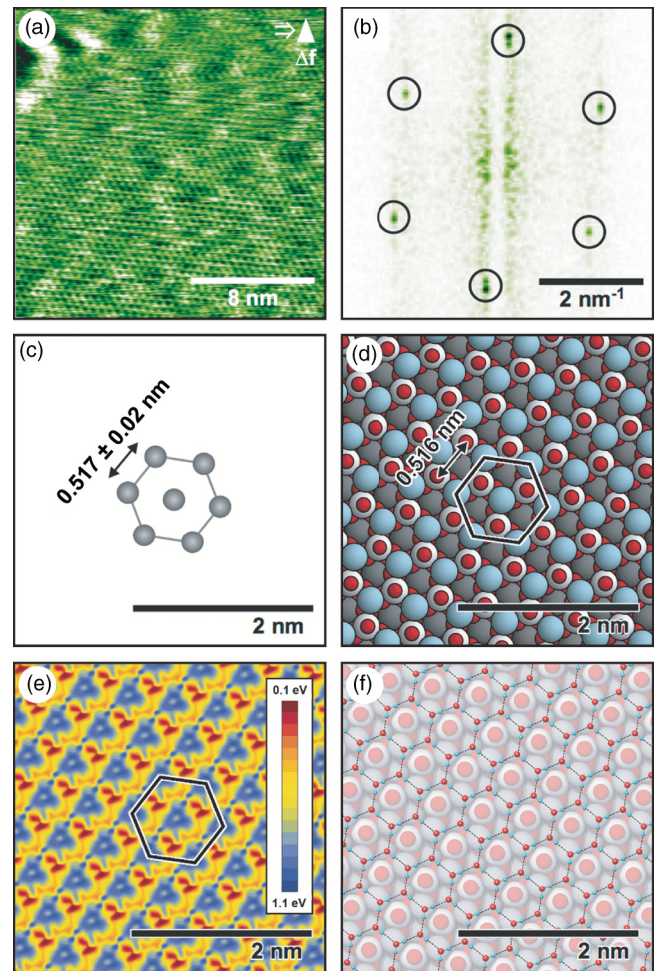 (a)
⇒
Δf
8 nm
(b)
2 nm⁻¹
(c)
0.517 ± 0.02 nm
2 nm
(d)
0.516 nm
2 nm
(e)
0.1 eV
1.1 eV
2 nm
(f)
2 nm